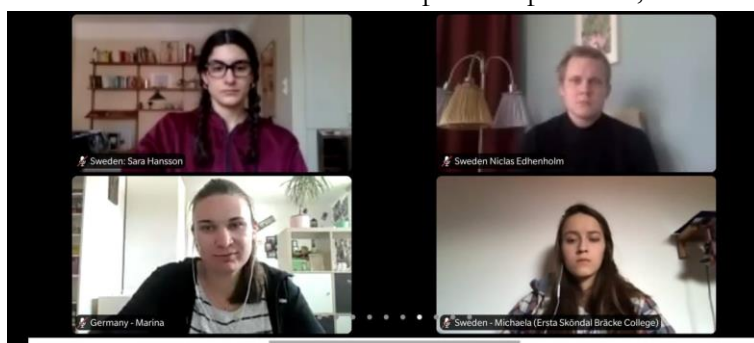 Sweden: Sara Hansson
Sweden Niclas Edhenholm
Germany - Marina
Sweden - Michaela (Ersta Sköndal Bräcke College)